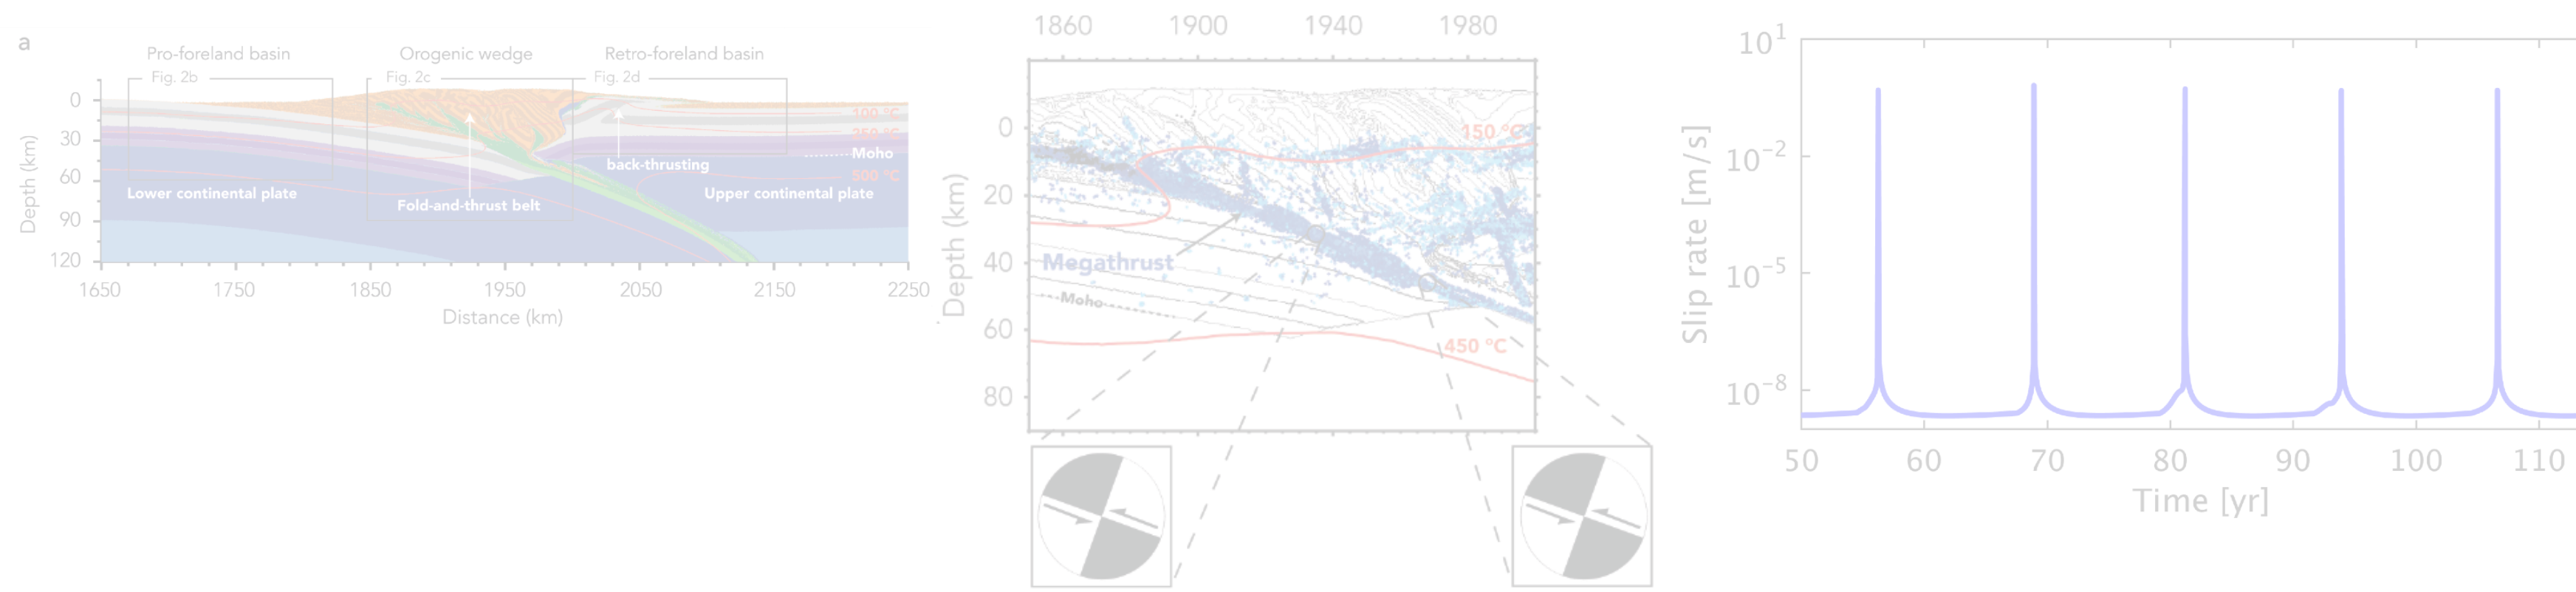 a
Pro-foreland basin
Orogenic wedge
Retro-foreland basin
Fig. 2b
Fig. 2c
Fig. 2d
0
30
60
90
120
Depth (km)
100 °C
Moho
back-thrusting
500 °C
Lower continental plate
Fold-and-thrust belt
Upper continental plate
1650
1750
1850
1950
2050
2150
2250
Distance (km)
1860
1900
1940
1980
0
20
40
60
80
Depth (km)
150 °C
Megathrust
Moho
450 °C
10¹
10⁻²
10⁻⁵
10⁻⁸
Slip rate [m/s]
50
60
70
80
90
100
110
Time [yr]